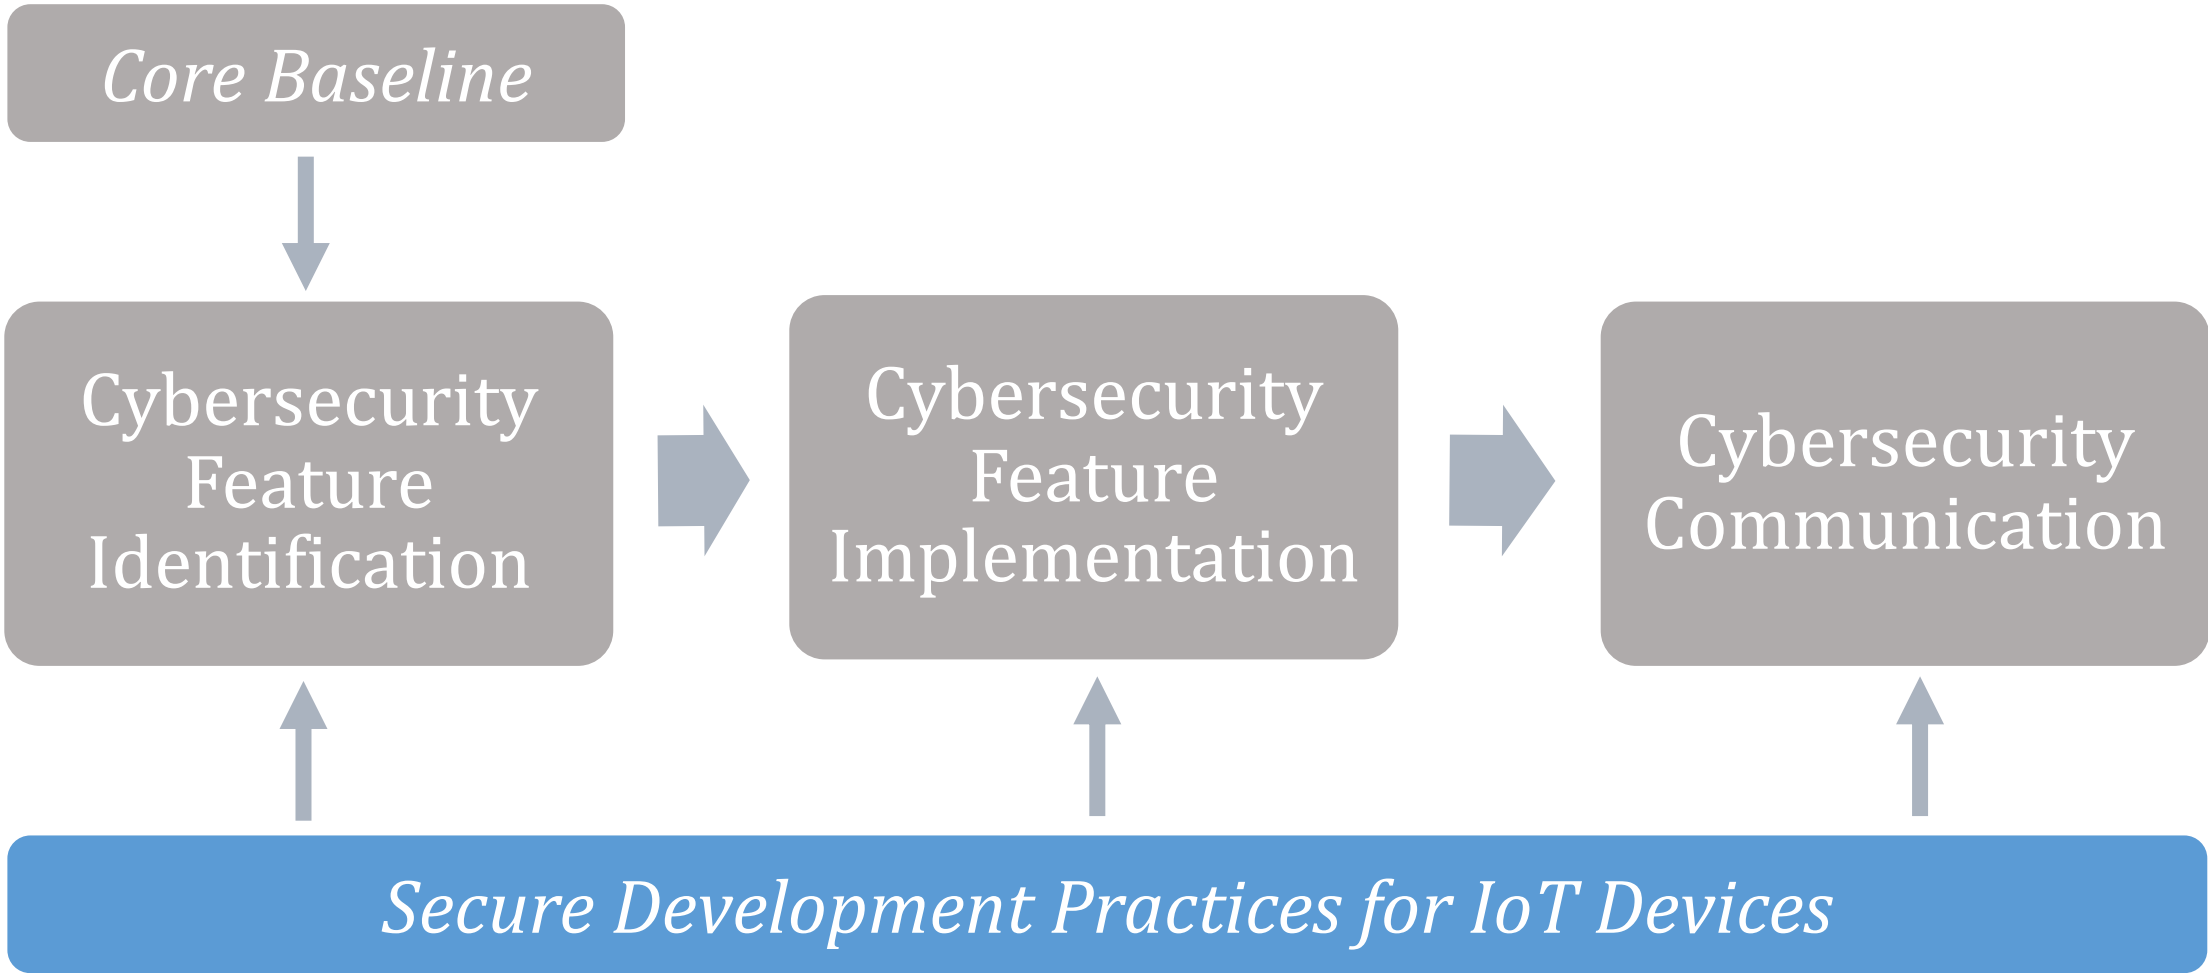 Core Baseline
Cybersecurity
Feature
Identification
Cybersecurity
Feature
Implementation
Cybersecurity
Communication
Secure Development Practices for IoT Devices